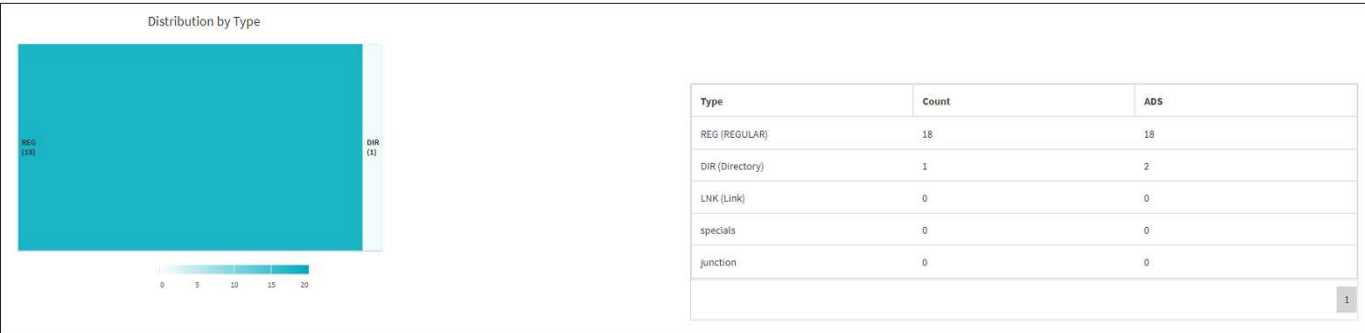 Distribution by Type
REG
(18)
DIR
(1)
0 5 10 15 20
Type Count ADS
REG (REGULAR) 18 18
DIR (Directory) 1 2
LNK (Link) 0 0
specials 0 0
junction 0 0
1